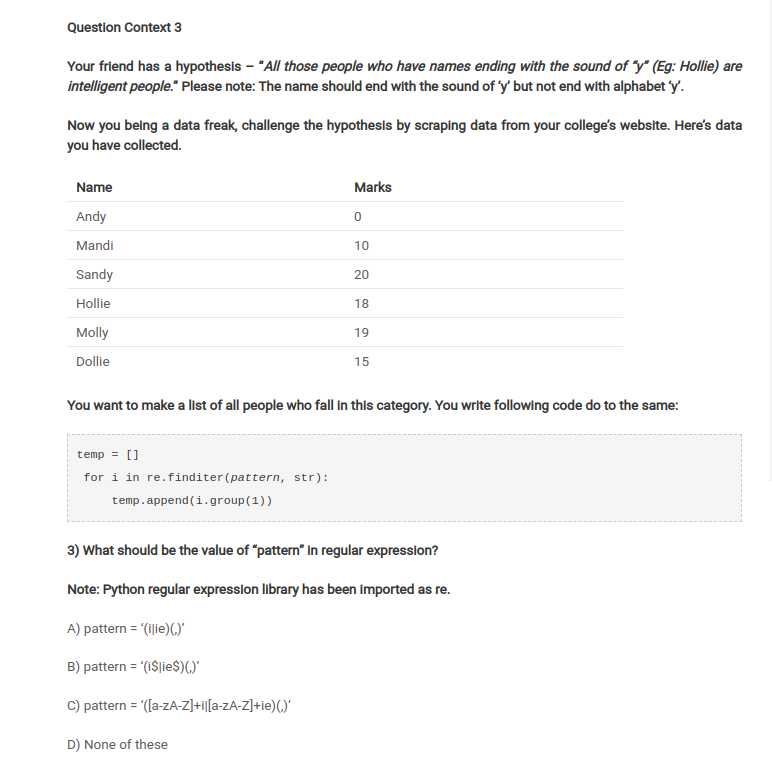 Question Context 3
Your friend has a hypothesis – “All those people who have names ending with the sound of “y” (Eg: Hollie) are
intelligent people.” Please note: The name should end with the sound of ‘y’ but not end with alphabet ‘y’.
Now you being a data freak, challenge the hypothesis by scraping data from your college’s website. Here’s data
you have collected.
Name Marks
Andy 0
Mandi 10
Sandy 20
Hollie 18
Molly 19
Dollie 15
You want to make a list of all people who fall in this category. You write following code do to the same:
temp = []
for i in re.finditer(pattern, str):
temp.append(i.group(1))
3) What should be the value of “pattern” in regular expression?
Note: Python regular expression library has been imported as re.
A) pattern = ‘(i|ie)(,)’
B) pattern = ‘(i$|ie$)(,)’
C) pattern = ‘([a-zA-Z]+i|[a-zA-Z]+ie)(,)’
D) None of these